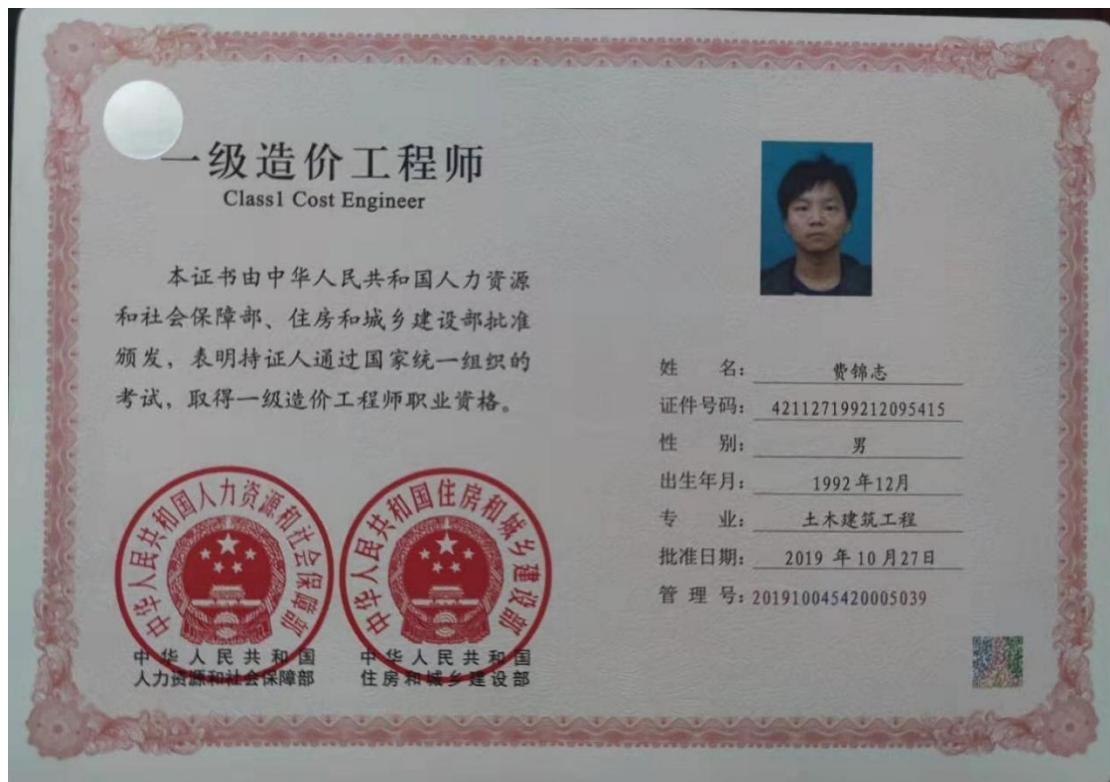 一级造价工程师
Class1 Cost Engineer
本证书由中华人民共和国人力资源
和社会保障部、住房和城乡建设部批准
颁发，表明持证人通过国家统一组织的
考试，取得一级造价工程师职业资格。
中华人民共和国人力资源和社会保障部
中华人民共和国住房和城乡建设部
中华人民共和国
人力资源和社会保障部
中华人民共和国
住房和城乡建设部
姓 名：费锦志
证件号码：421127199212095415
性 别：男
出生年月：1992年12月
专 业：土木建筑工程
批准日期：2019 年 10 月27日
管 理 号：201910045420005039